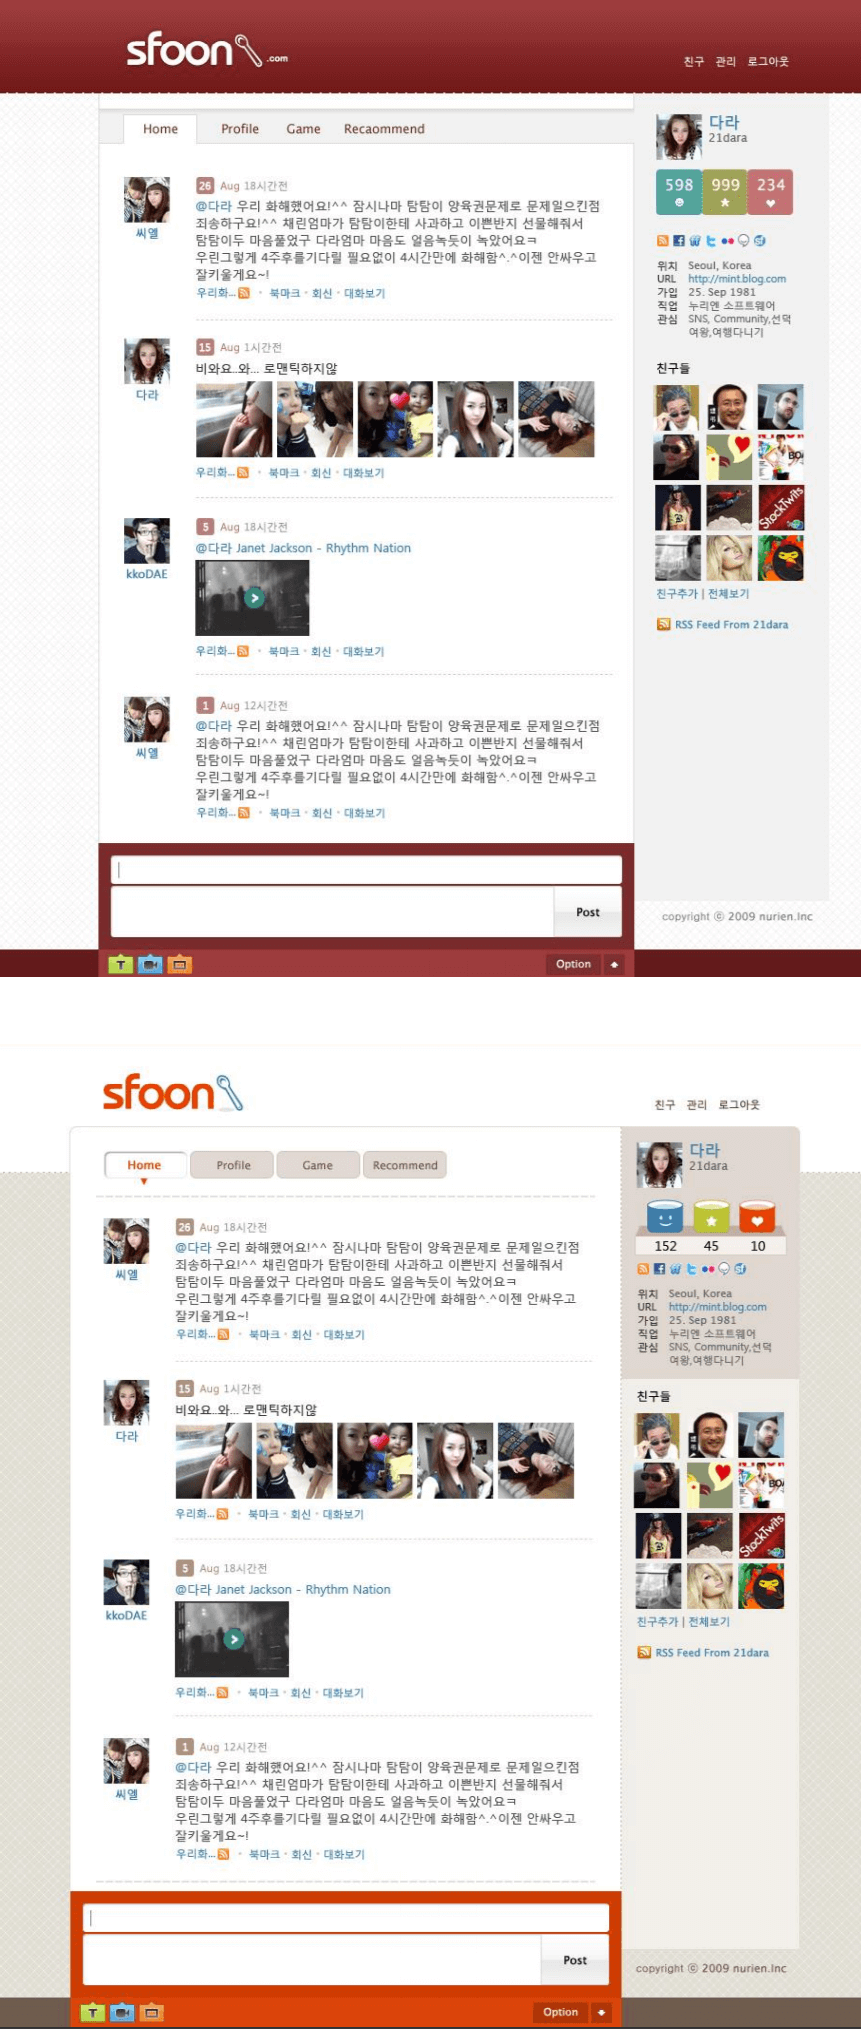 sfoon .com
친구 관리 로그아웃
Home Profile Game Recaommend
26 Aug 18시간전
@다라 우리 화해했어요!^^ 잠시나마 탐탐이 양육권문제로 문제일으킨점
죄송하구요!^^ 채린엄마가 탐탐이한테 사과하고 이쁜반지 선물해줘서
탐탐이두 마음풀었구 다라엄마 마음도 얼음녹듯이 녹았어요ㅋ
우린그렇게 4주후를기다릴 필요없이 4시간만에 화해함^.^이젠 안싸우고
잘키울게요~!
씨엘
우리화... · 북마크 · 회신 · 대화보기
15 Aug 1시간전
비와요..와... 로맨틱하지않
다라
우리화... · 북마크 · 회신 · 대화보기
5 Aug 18시간전
@다라 Janet Jackson - Rhythm Nation
kkoDAE
우리화... · 북마크 · 회신 · 대화보기
1 Aug 12시간전
@다라 우리 화해했어요!^^ 잠시나마 탐탐이 양육권문제로 문제일으킨점
죄송하구요!^^ 채린엄마가 탐탐이한테 사과하고 이쁜반지 선물해줘서
탐탐이두 마음풀었구 다라엄마 마음도 얼음녹듯이 녹았어요ㅋ
우린그렇게 4주후를기다릴 필요없이 4시간만에 화해함^.^이젠 안싸우고
잘키울게요~!
씨엘
우리화... · 북마크 · 회신 · 대화보기
Post
T
Option
다라
21dara
598 999 234
위치 Seoul, Korea
URL http://mint.blog.com
가입 25. Sep 1981
직업 누리엔 소프트웨어
관심 SNS, Community,선덕
여왕,여행다니기
친구들
StockTwits
친구추가 | 전체보기
RSS Feed From 21dara
copyright ⓒ 2009 nurien.Inc
sfoon
친구 관리 로그아웃
Home Profile Game Recommend
26 Aug 18시간전
@다라 우리 화해했어요!^^ 잠시나마 탐탐이 양육권문제로 문제일으킨점
죄송하구요!^^ 채린엄마가 탐탐이한테 사과하고 이쁜반지 선물해줘서
탐탐이두 마음풀었구 다라엄마 마음도 얼음녹듯이 녹았어요ㅋ
우린그렇게 4주후를기다릴 필요없이 4시간만에 화해함^.^이젠 안싸우고
잘키울게요~!
씨엘
우리화... · 북마크 · 회신 · 대화보기
15 Aug 1시간전
비와요..와... 로맨틱하지않
다라
우리화... · 북마크 · 회신 · 대화보기
5 Aug 18시간전
@다라 Janet Jackson - Rhythm Nation
kkoDAE
우리화... · 북마크 · 회신 · 대화보기
1 Aug 12시간전
@다라 우리 화해했어요!^^ 잠시나마 탐탐이 양육권문제로 문제일으킨점
죄송하구요!^^ 채린엄마가 탐탐이한테 사과하고 이쁜반지 선물해줘서
탐탐이두 마음풀었구 다라엄마 마음도 얼음녹듯이 녹았어요ㅋ
우린그렇게 4주후를기다릴 필요없이 4시간만에 화해함^.^이젠 안싸우고
잘키울게요~!
씨엘
우리화... · 북마크 · 회신 · 대화보기
Post
T
Option
다라
21dara
152 45 10
위치 Seoul, Korea
URL http://mint.blog.com
가입 25. Sep 1981
직업 누리엔 소프트웨어
관심 SNS, Community,선덕
여왕,여행다니기
친구들
StockTwits
친구추가 | 전체보기
RSS Feed From 21dara
copyright ⓒ 2009 nurien.Inc